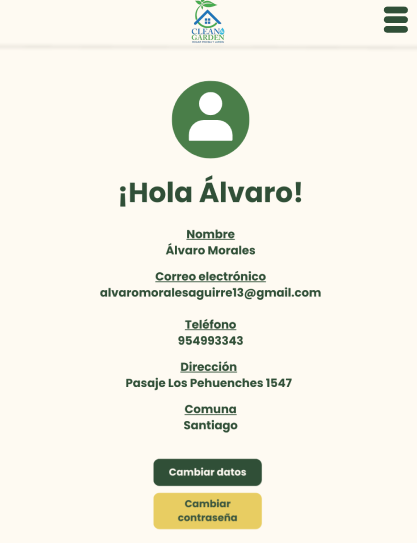 CLEAN &
GARDEN
¡Hola Álvaro!
Nombre
Álvaro Morales
Correo electrónico
alvaromoralesaguirre13@gmail.com
Teléfono
954993343
Dirección
Pasaje Los Pehuenches 1547
Comuna
Santiago
Cambiar datos
Cambiar
contraseña